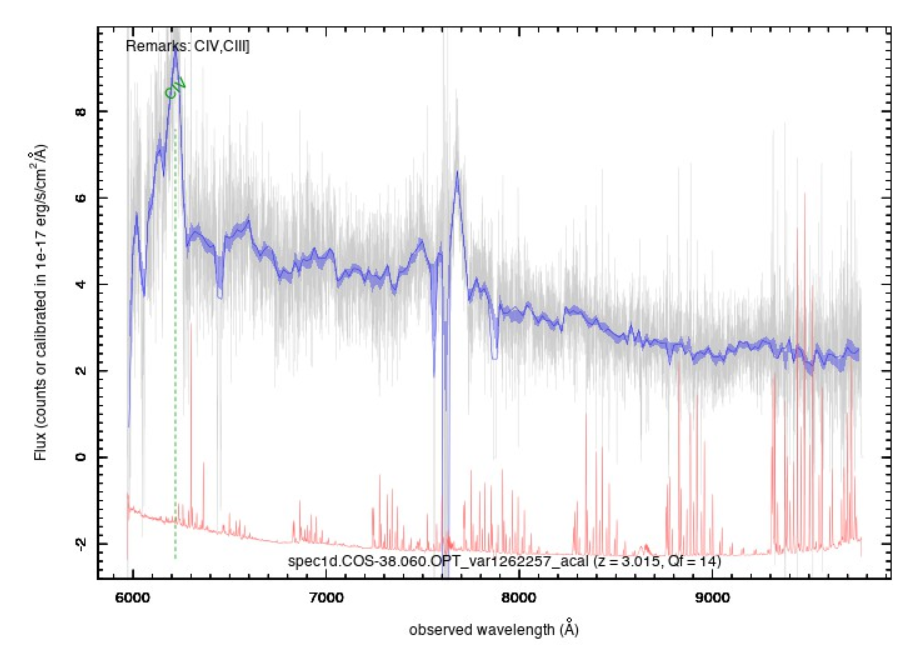 Remarks: CIV,CIII]
CIV
8
6
4
2
0
-2
Flux (counts or calibrated in 1e-17 erg/s/cm²/Å)
spec1d.COS-38.060.OPT_var1262257_acal (z = 3.015, Qf = 14)
6000 7000 8000 9000
observed wavelength (Å)